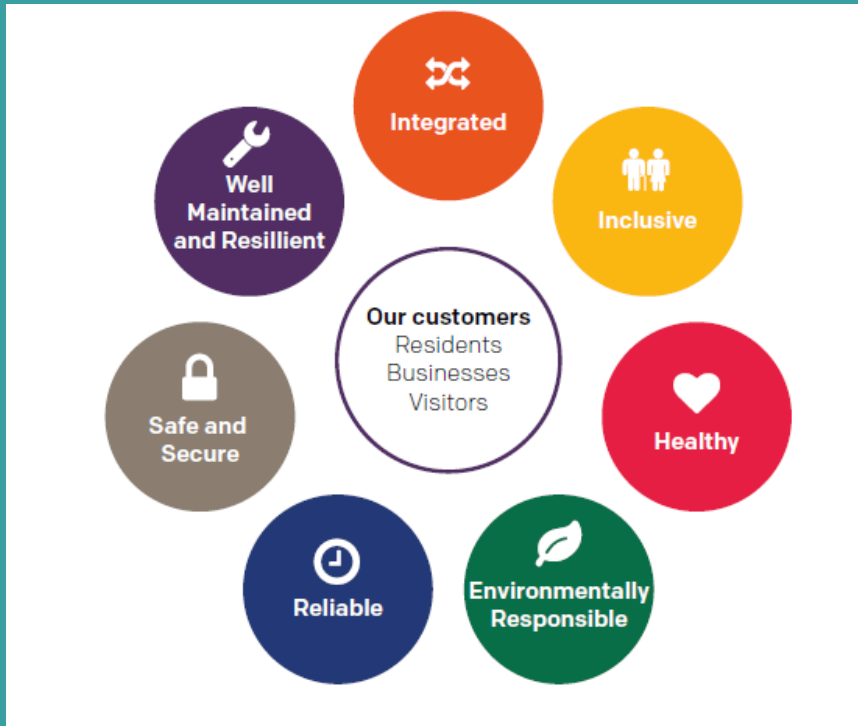 Integrated
Inclusive
Healthy
Environmentally
Responsible
Reliable
Safe and
Secure
Well
Maintained
and Resillient
Our customers
Residents
Businesses
Visitors